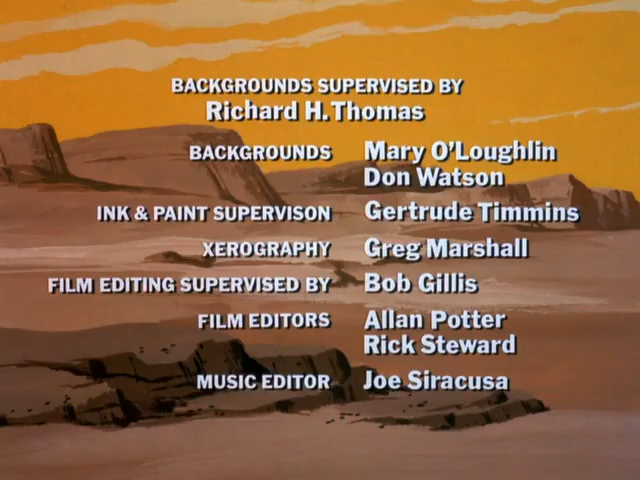 BACKGROUNDS SUPERVISED BY
Richard H. Thomas
BACKGROUNDS Mary O'Loughlin
Don Watson
INK & PAINT SUPERVISON Gertrude Timmins
XEROGRAPHY Greg Marshall
FILM EDITING SUPERVISED BY Bob Gillis
FILM EDITORS Allan Potter
Rick Steward
MUSIC EDITOR Joe Siracusa